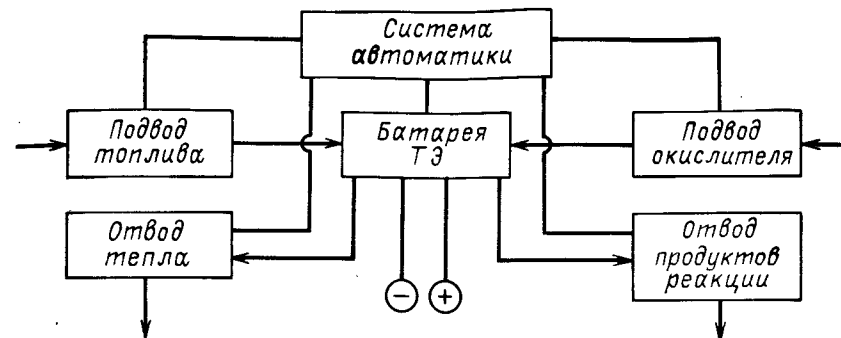 Система
автоматики
Подвод
топлива
Батарея
ТЭ
Подвод
окислителя
Отвод
тепла
Отвод
продуктов
реакции
− +